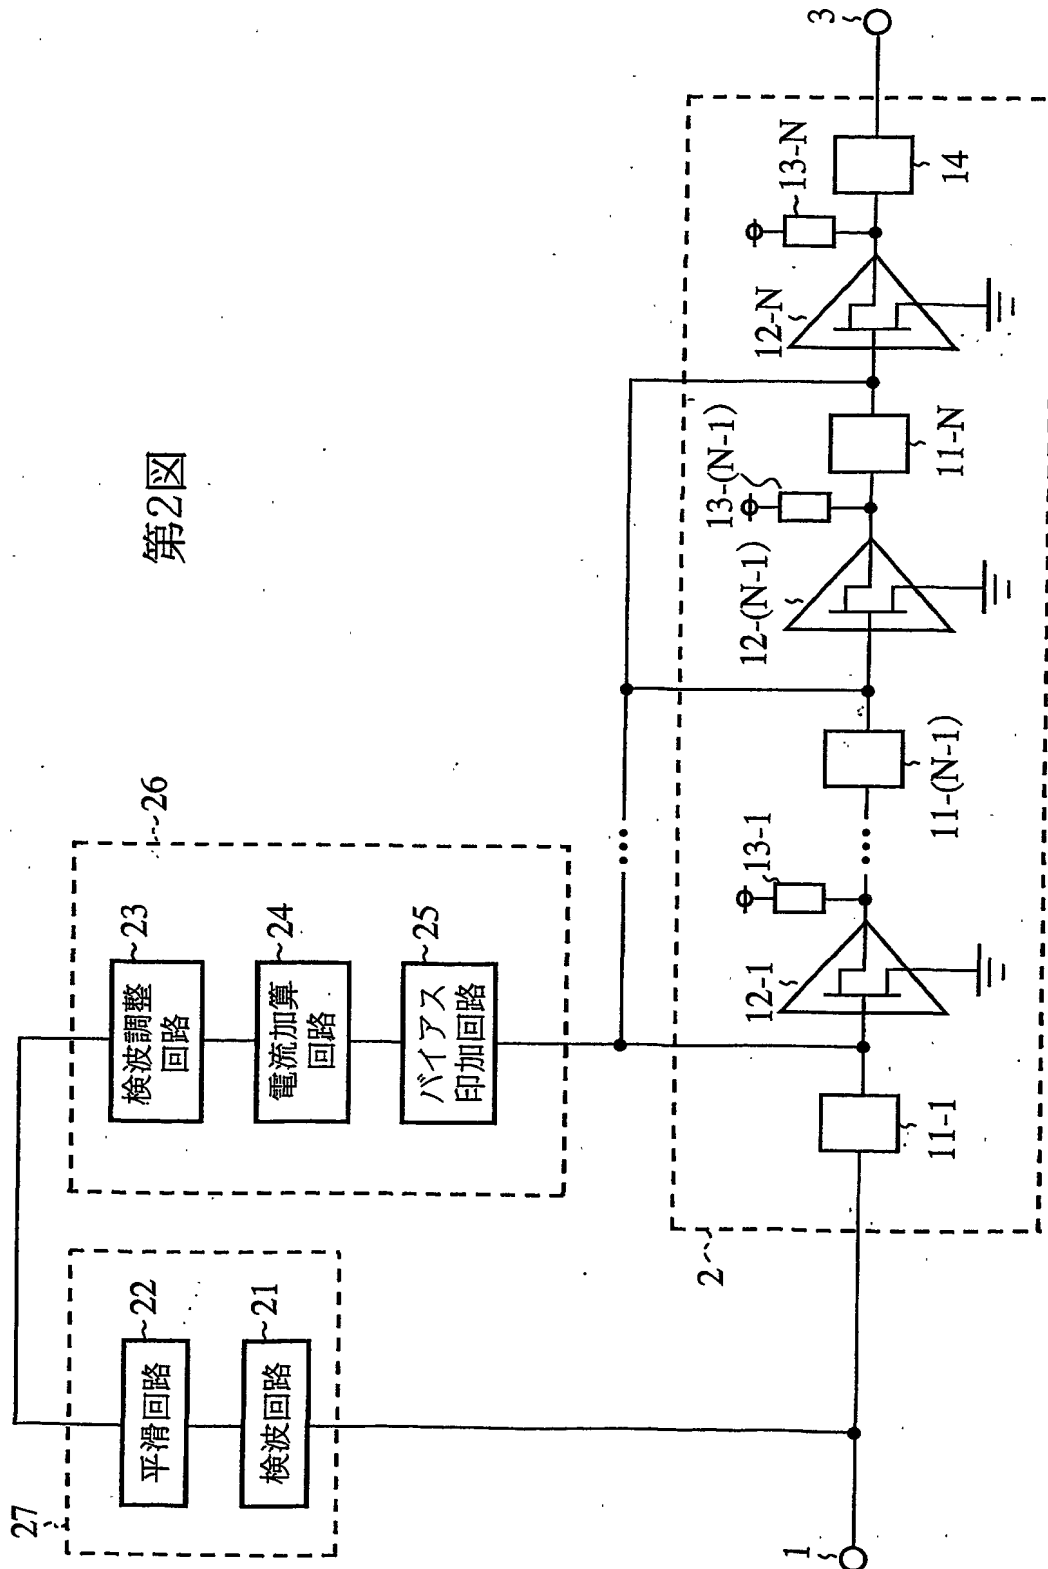 第2図
27
平滑回路
22
検波回路
21
26
検波調整
回路
23
電流加算
回路
24
バイアス
印加回路
25
1
2
11-1
12-1
13-1
11-(N-1)
12-(N-1)
13-(N-1)
11-N
12-N
13-N
14
3